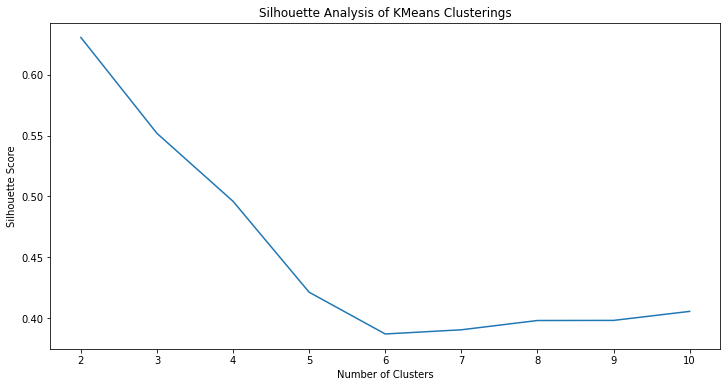 Silhouette Analysis of KMeans Clusterings
Silhouette Score
0.60
0.55
0.50
0.45
0.40
2 3 4 5 6 7 8 9 10
Number of Clusters